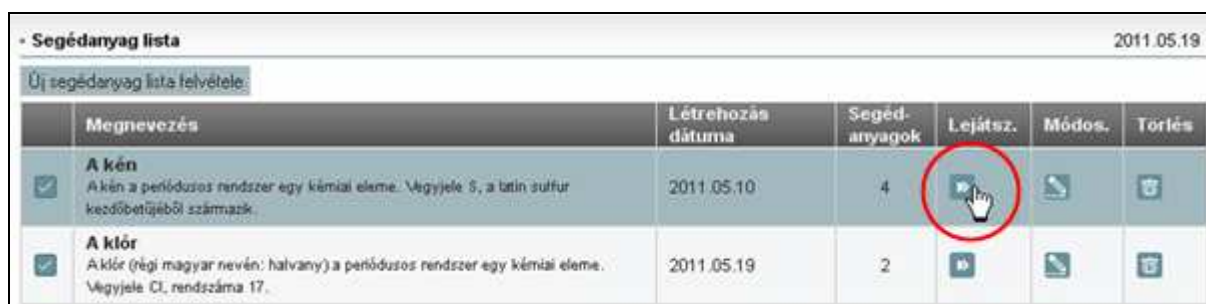 - Segédanyag lista 2011.05.19
Új segédanyag lista felvétele
Megnevezés Létrehozás dátuma Segéd-anyagok Lejátsz. Módos. Törlés
A kén
A kén a periódusos rendszer egy kémiai eleme. Vegyjele S, a latin sulfur
kezdőbetűjéből származik.
2011.05.10 4
A klór
A klór (régi magyar nevén: halvany) a periódusos rendszer egy kémiai eleme.
Vegyjele Cl, rendszáma 17.
2011.05.19 2